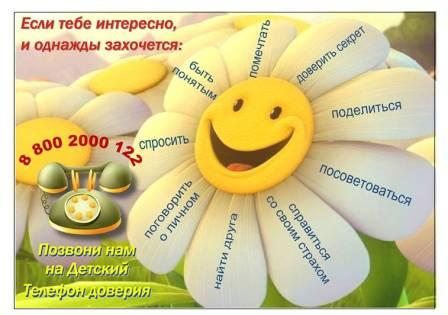 Если тебе интересно,
и однажды захочется:
быть
понятым
помечтать
доверить секрет
поделиться
посоветоваться
справиться
со своим страхом
найти друга
поговорить
о личном
спросить
8 800 2000 122
Позвони нам
на Детский
Телефон доверия